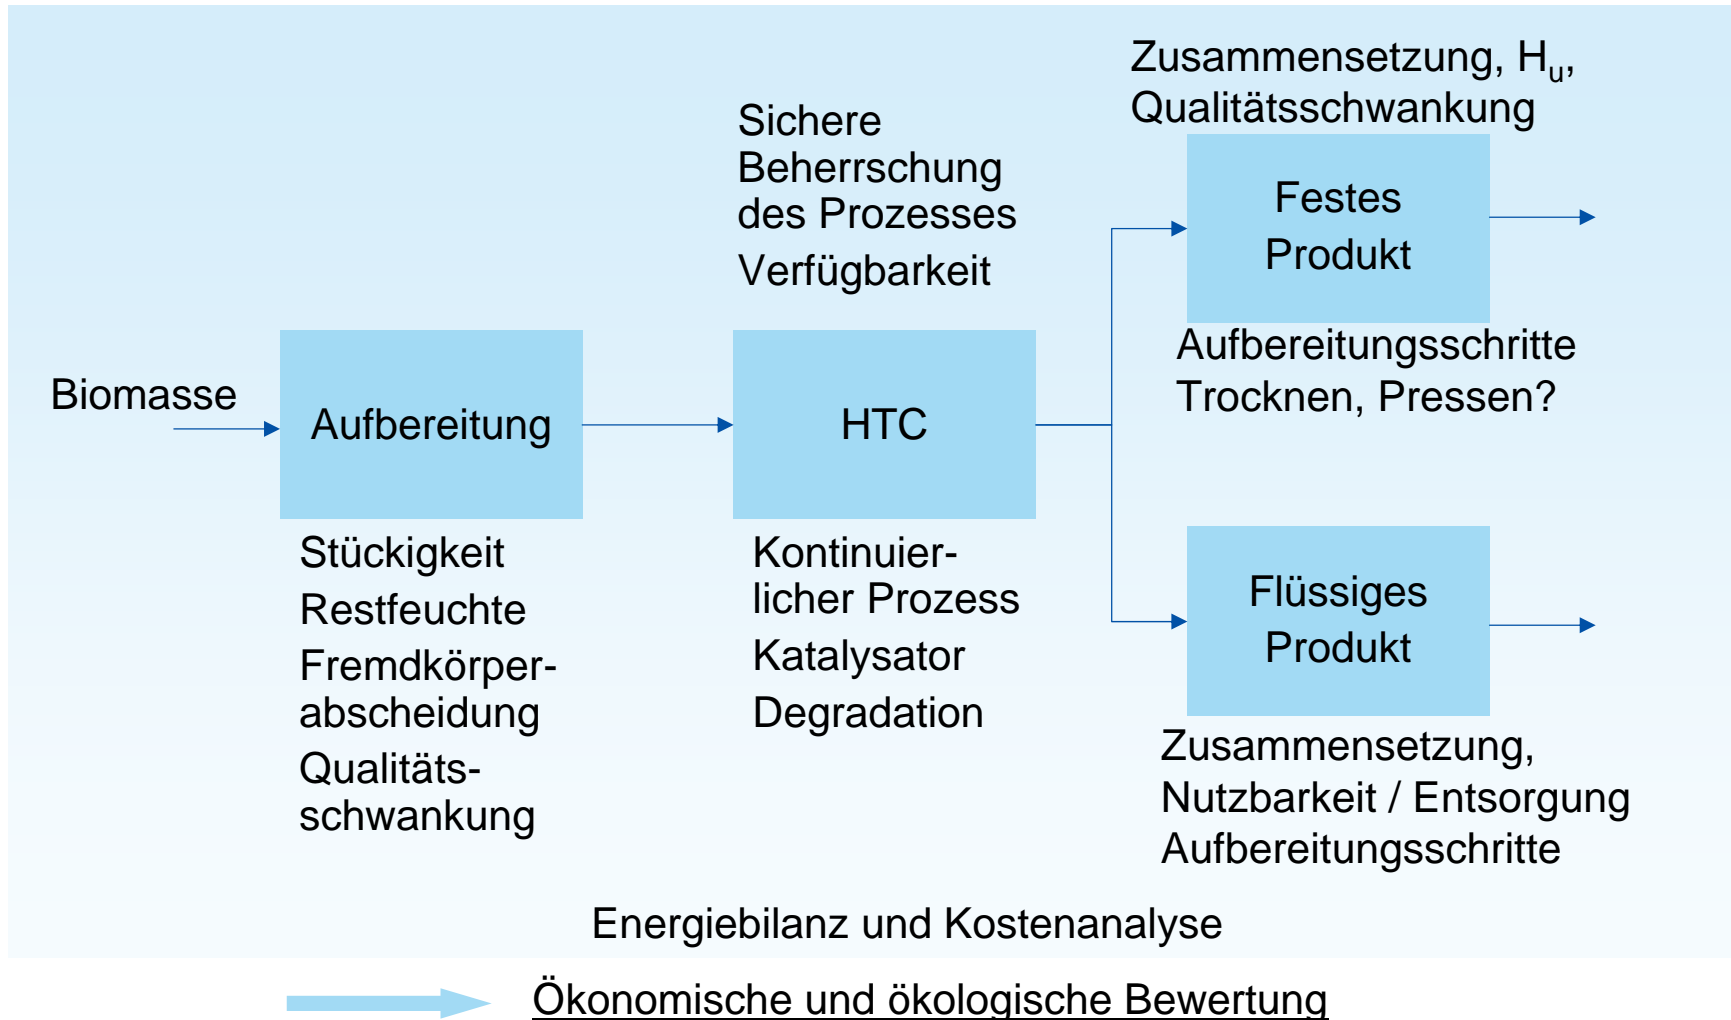 Zusammensetzung, Hu,
Qualitätsschwankung
Sichere
Beherrschung
des Prozesses
Verfügbarkeit
Festes
Produkt
Aufbereitungsschritte
Trocknen, Pressen?
Biomasse
Aufbereitung
HTC
Stückigkeit
Restfeuchte
Fremdkörper-
abscheidung
Qualitäts-
schwankung
Kontinuier-
licher Prozess
Katalysator
Degradation
Flüssiges
Produkt
Zusammensetzung,
Nutzbarkeit / Entsorgung
Aufbereitungsschritte
Energiebilanz und Kostenanalyse
Ökonomische und ökologische Bewertung